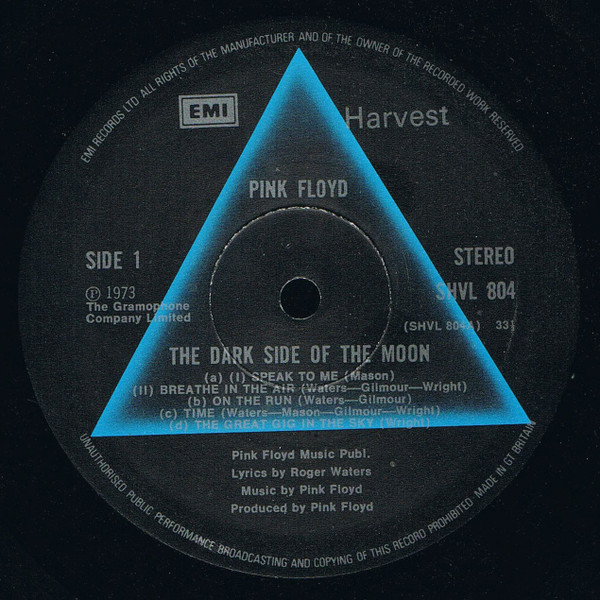 EMI RECORDS LTD ALL RIGHTS OF THE MANUFACTURER AND OF THE OWNER OF THE RECORDED WORK RESERVED
EMI
Harvest
PINK FLOYD
SIDE 1
STEREO
℗ 1973
SHVL 804
The Gramophone
Company Limited
(SHVL 804A) 33
THE DARK SIDE OF THE MOON
(a) (I) SPEAK TO ME (Mason)
(II) BREATHE IN THE AIR (Waters—Gilmour—Wright)
(b) ON THE RUN (Waters—Gilmour)
(c) TIME (Waters—Mason—Gilmour—Wright)
(d) THE GREAT GIG IN THE SKY (Wright)
Pink Floyd Music Publ.
Lyrics by Roger Waters
Music by Pink Floyd
Produced by Pink Floyd
UNAUTHORISED PUBLIC PERFORMANCE BROADCASTING AND COPYING OF THIS RECORD PROHIBITED MADE IN GT BRITAIN